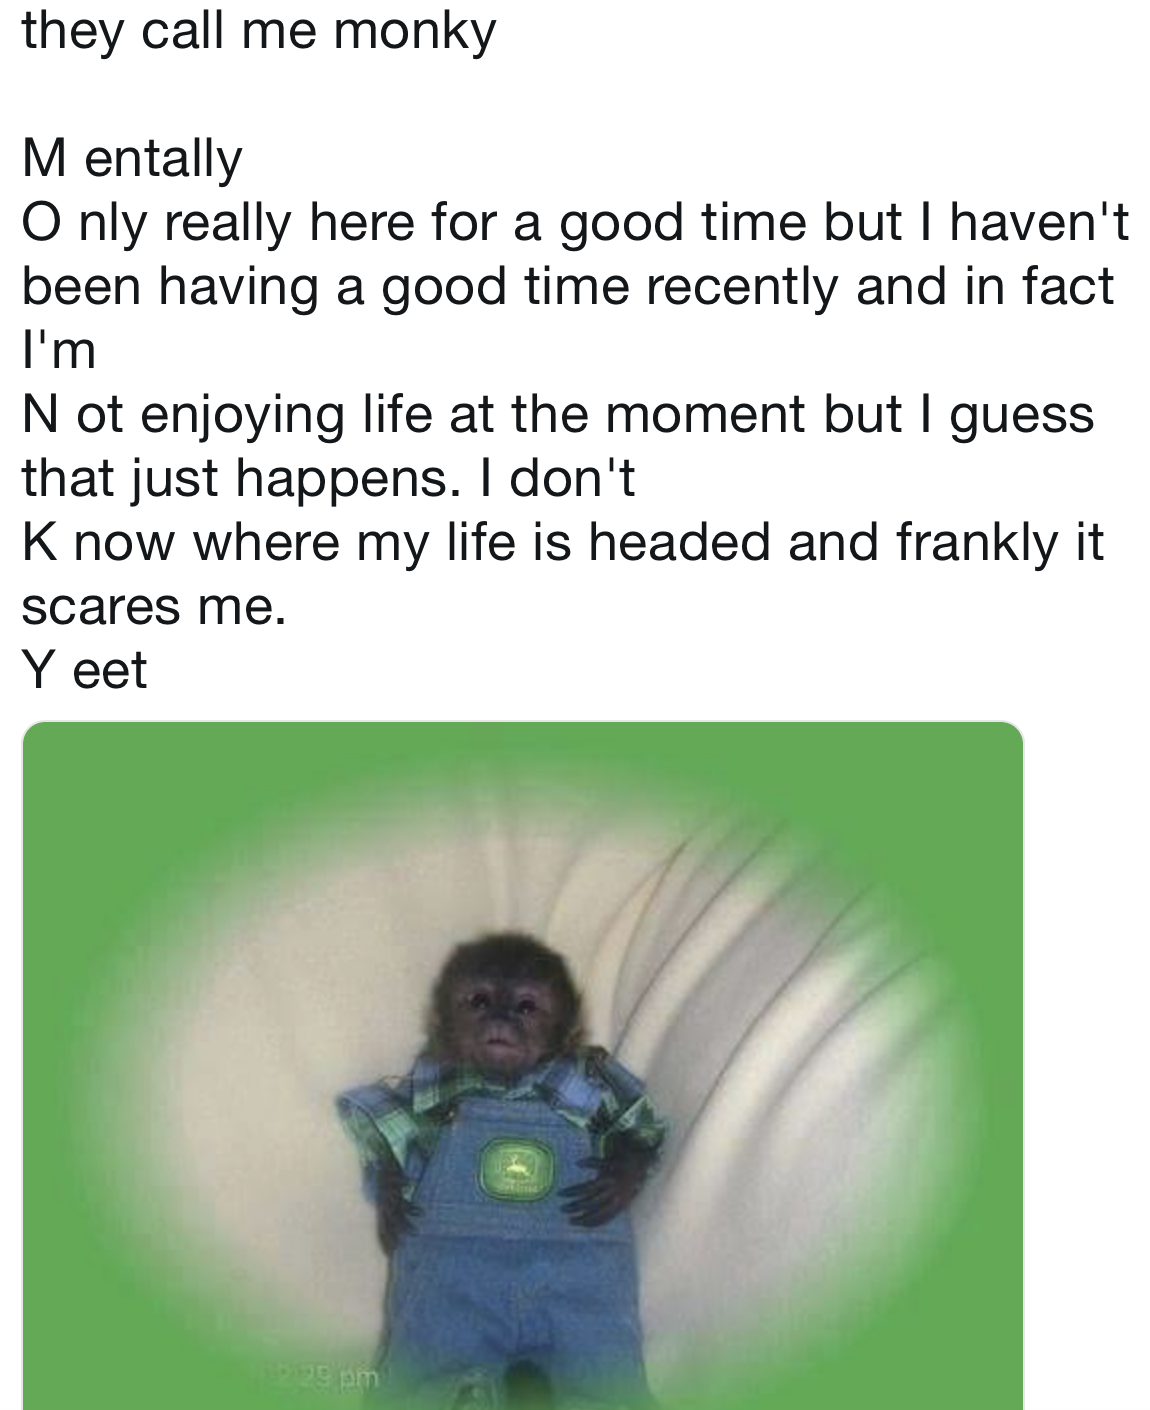 they call me monky
M entally
O nly really here for a good time but I haven't
been having a good time recently and in fact
I'm
N ot enjoying life at the moment but I guess
that just happens. I don't
K now where my life is headed and frankly it
scares me.
Y eet
pm